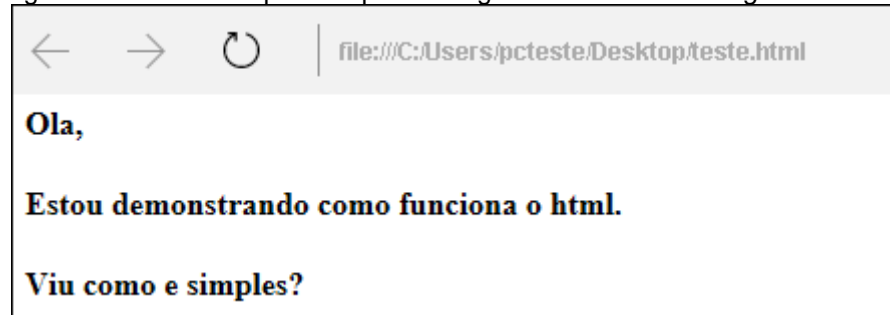 file:///C:/Users/pcteste/Desktop/teste.html
Ola,
Estou demonstrando como funciona o html.
Viu como e simples?